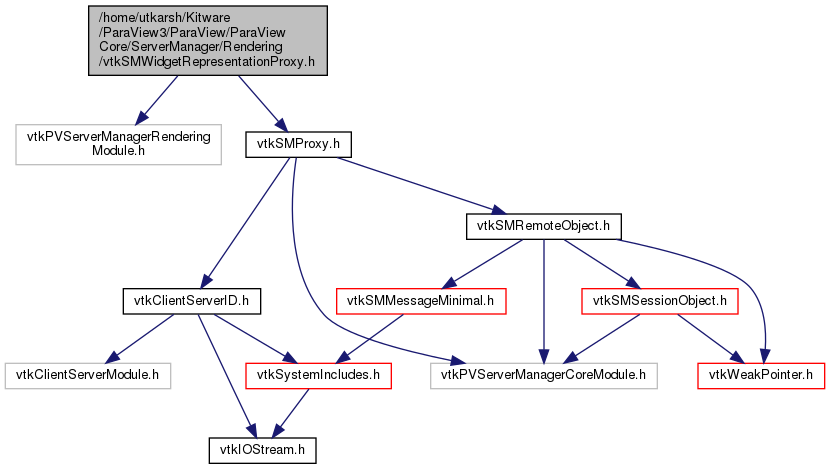 /home/utkarsh/Kitware
/ParaView3/ParaView/ParaView
Core/ServerManager/Rendering
/vtkSMWidgetRepresentationProxy.h
vtkPVServerManagerRendering
Module.h
vtkSMProxy.h
vtkSMRemoteObject.h
vtkClientServerID.h
vtkSMMessageMinimal.h
vtkSMSessionObject.h
vtkClientServerModule.h
vtkSystemIncludes.h
vtkPVServerManagerCoreModule.h
vtkWeakPointer.h
vtkIOStream.h